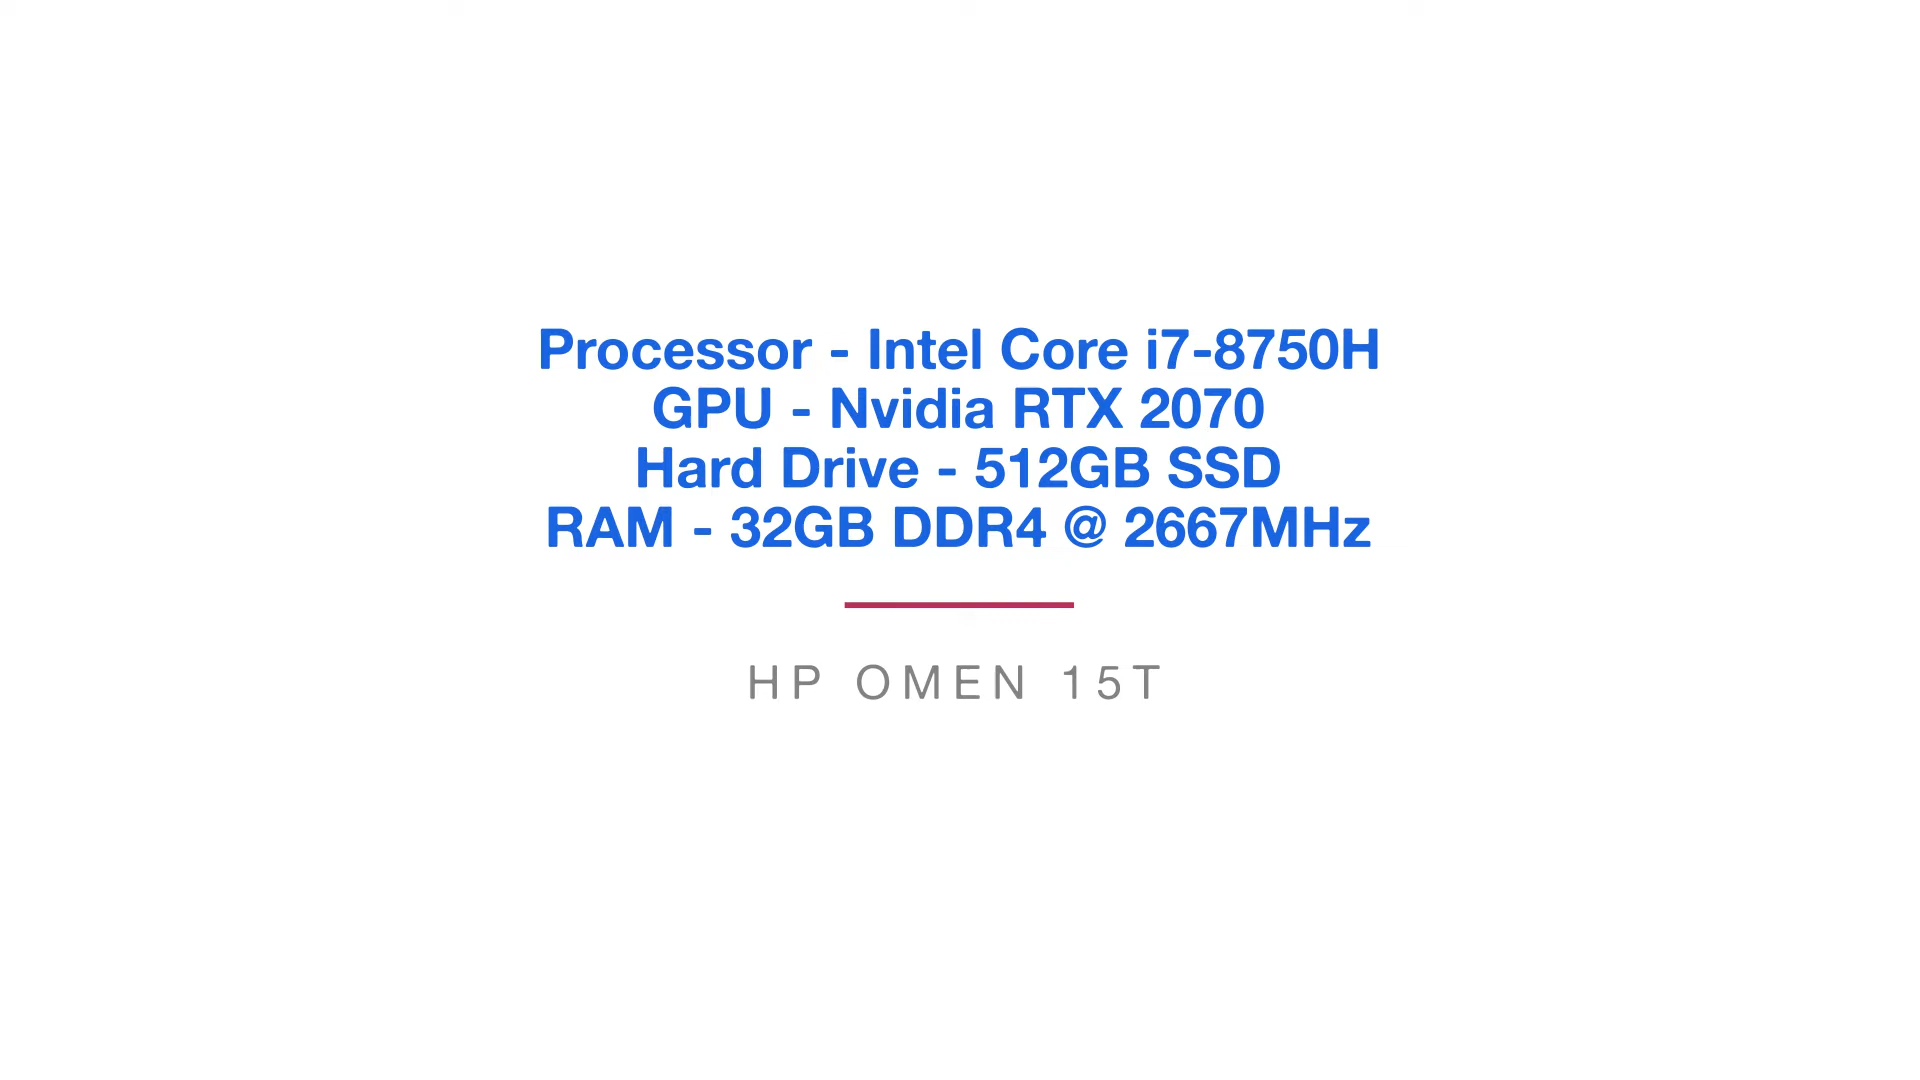 Processor - Intel Core i7-8750H
GPU - Nvidia RTX 2070
Hard Drive - 512GB SSD
RAM - 32GB DDR4 @ 2667MHz
HP OMEN 15T